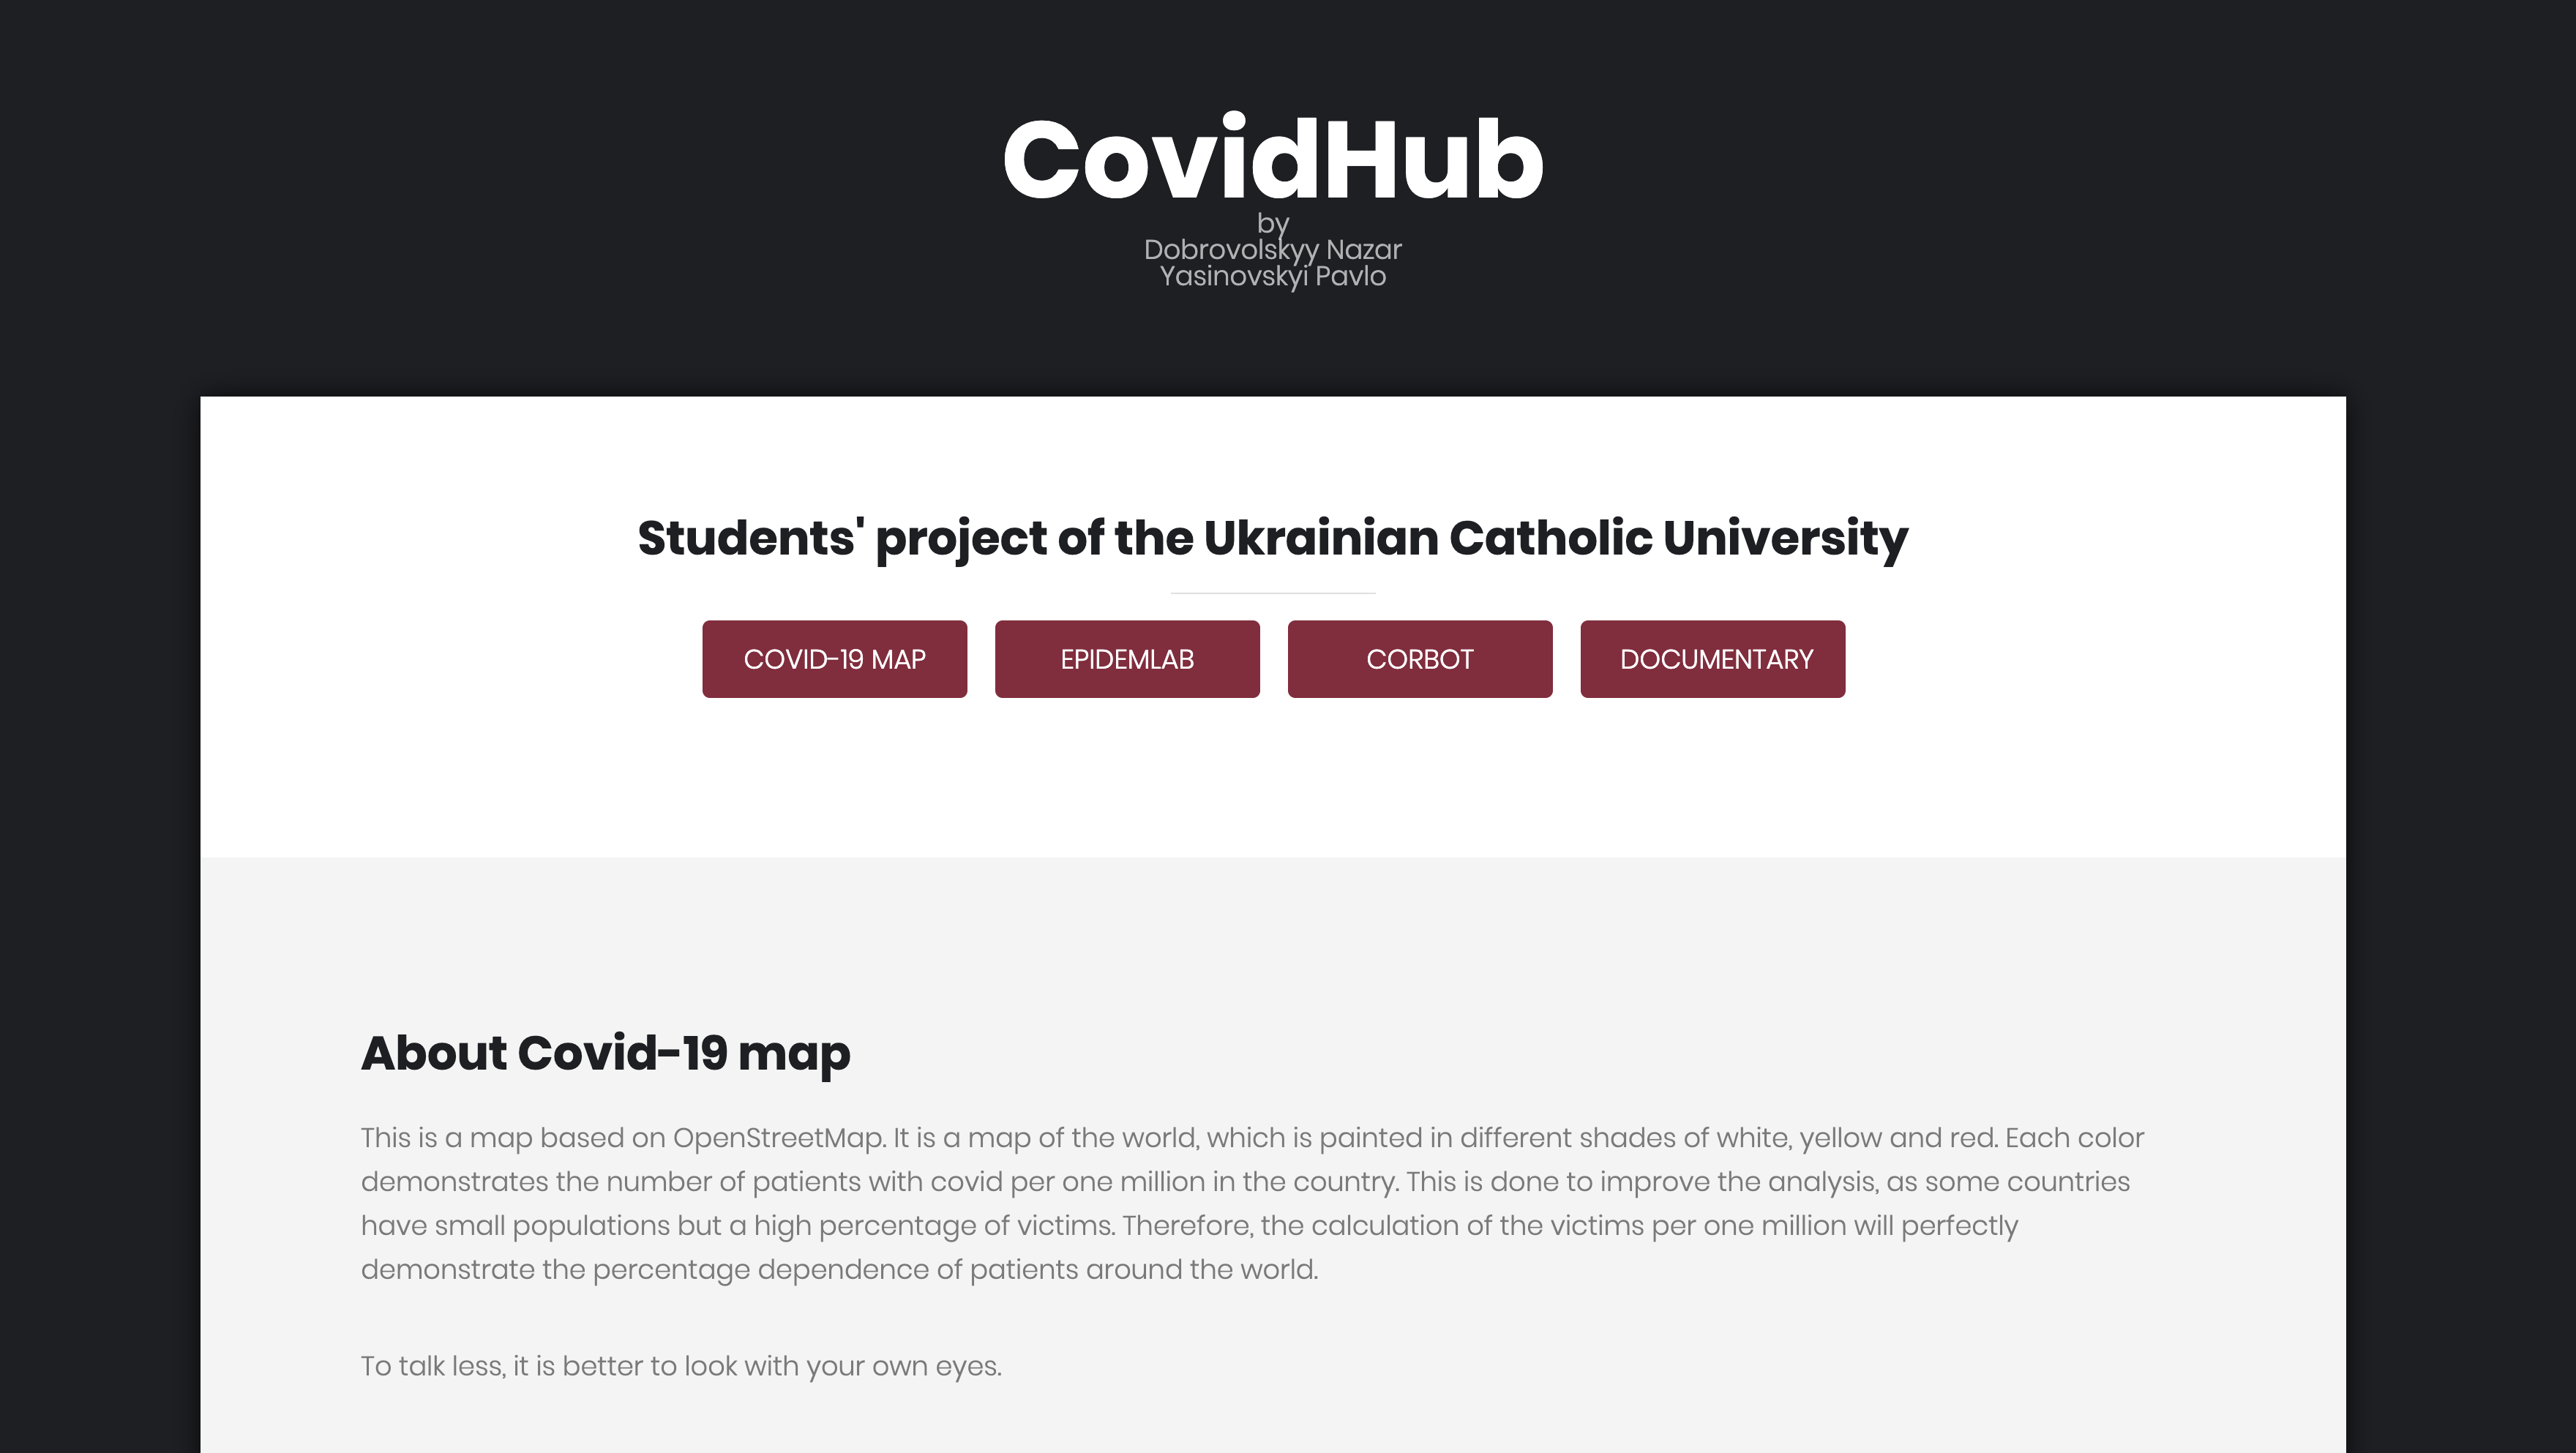 CovidHub
by
Dobrovolskyy Nazar
Yasinovskyi Pavlo
Students' project of the Ukrainian Catholic University
COVID-19 MAP
EPIDEMLAB
CORBOT
DOCUMENTARY
About Covid-19 map
This is a map based on OpenStreetMap. It is a map of the world, which is painted in different shades of white, yellow and red. Each color
demonstrates the number of patients with covid per one million in the country. This is done to improve the analysis, as some countries
have small populations but a high percentage of victims. Therefore, the calculation of the victims per one million will perfectly
demonstrate the percentage dependence of patients around the world.
To talk less, it is better to look with your own eyes.